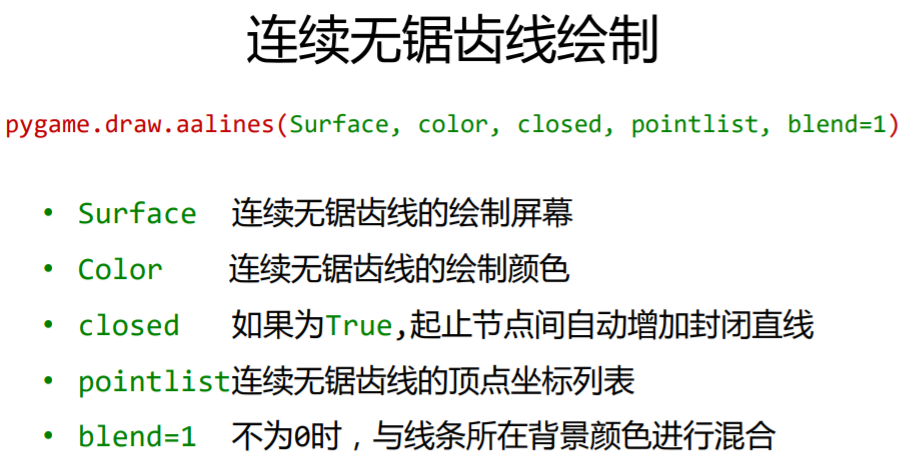 连续无锯齿线绘制
pygame.draw.aalines(Surface, color, closed, pointlist, blend=1)
• Surface 连续无锯齿线的绘制屏幕
• Color 连续无锯齿线的绘制颜色
• closed 如果为True,起止节点间自动增加封闭直线
• pointlist连续无锯齿线的顶点坐标列表
• blend=1 不为0时，与线条所在背景颜色进行混合